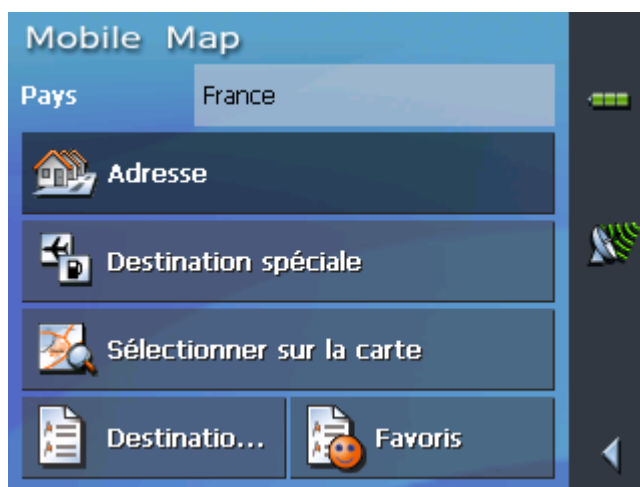 Mobile Map
Pays France
Adresse
Destination spéciale
Sélectionner sur la carte
Destinatio... Favoris